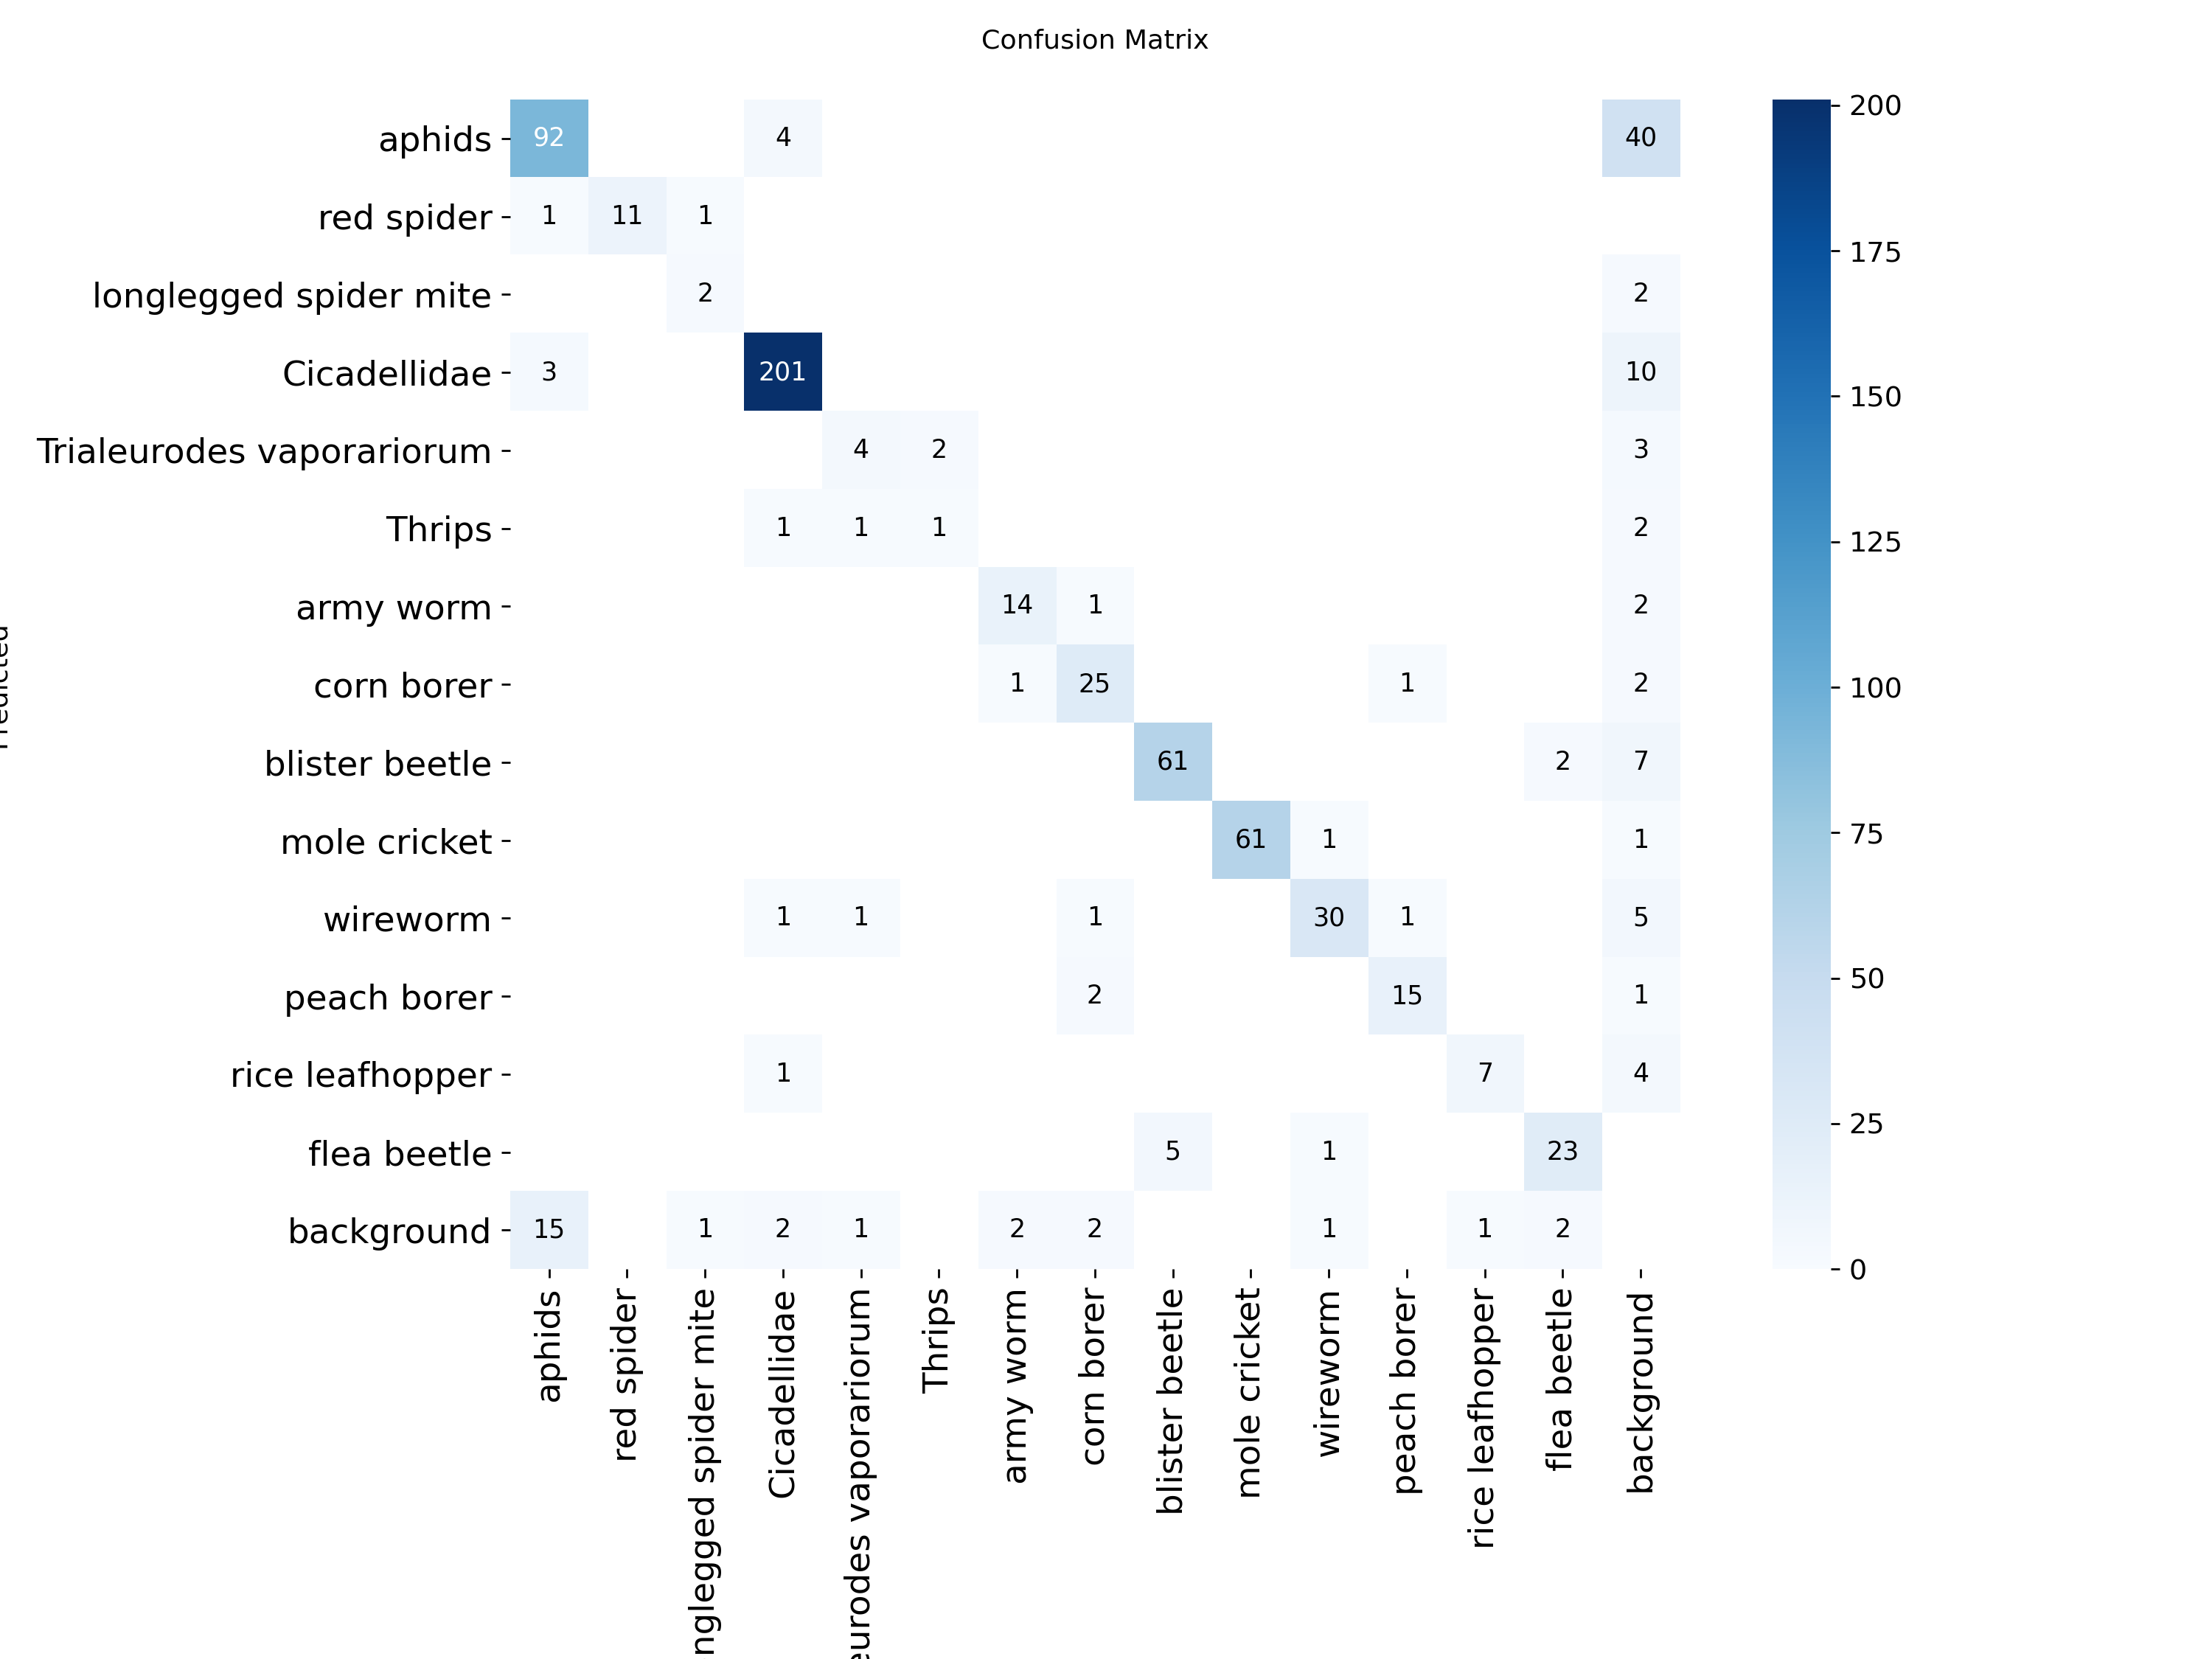 Confusion Matrix
aphids 92 4 40
red spider 1 11 1
longlegged spider mite 2 2
Cicadellidae 3 201 10
Trialeurodes vaporariorum 4 2 3
Thrips 1 1 1 2
army worm 14 1 2
corn borer 1 25 1 2
blister beetle 61 2 7
mole cricket 61 1 1
wireworm 1 1 1 30 1 5
peach borer 2 15 1
rice leafhopper 1 7 4
flea beetle 5 1 23
background 15 1 2 1 2 2 1 1 2
aphids
red spider
nglegged spider mite
Cicadellidae
eurodes vaporariorum
Thrips
army worm
corn borer
blister beetle
mole cricket
wireworm
peach borer
rice leafhopper
flea beetle
background
200
175
150
125
100
75
50
25
0